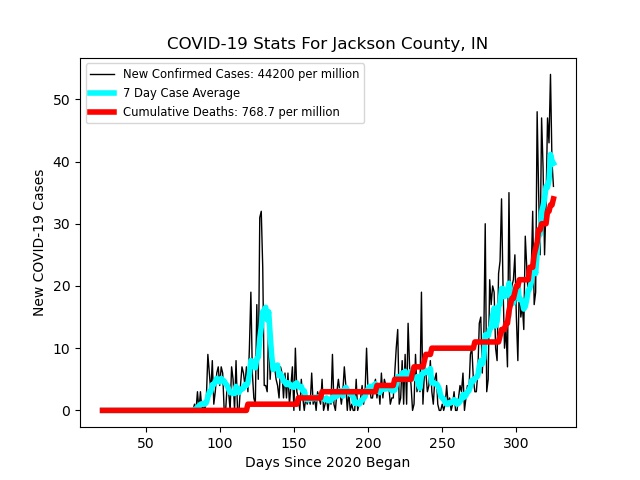 COVID-19 Stats For Jackson County, IN
New Confirmed Cases: 44200 per million
7 Day Case Average
Cumulative Deaths: 768.7 per million
New COVID-19 Cases
50
40
30
20
10
0
50 100 150 200 250 300
Days Since 2020 Began